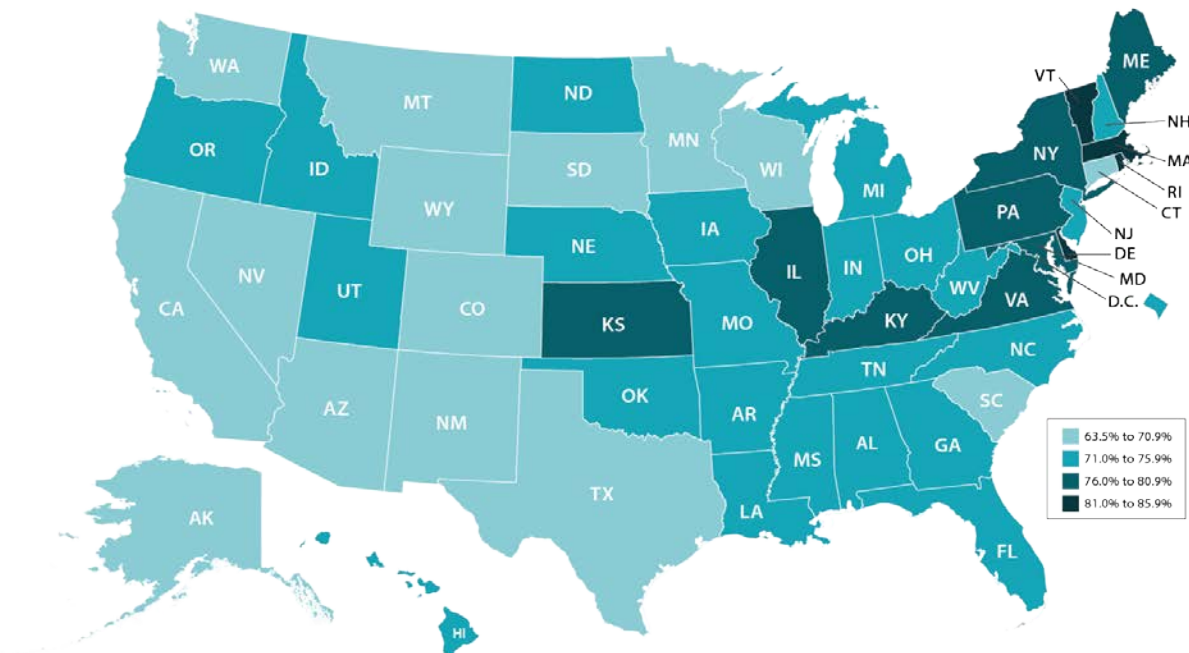 WA
MT
ND
MN
VT
ME
NH
OR
ID
SD
WI
NY
MA
RI
WY
MI
CT
NE
IA
PA
NJ
NV
UT
IL
IN
OH
DE
MD
CA
CO
WV
VA
D.C.
KS
MO
KY
NC
TN
AZ
NM
OK
AR
SC
MS
AL
GA
TX
LA
AK
FL
HI
63.5% to 70.9%
71.0% to 75.9%
76.0% to 80.9%
81.0% to 85.9%